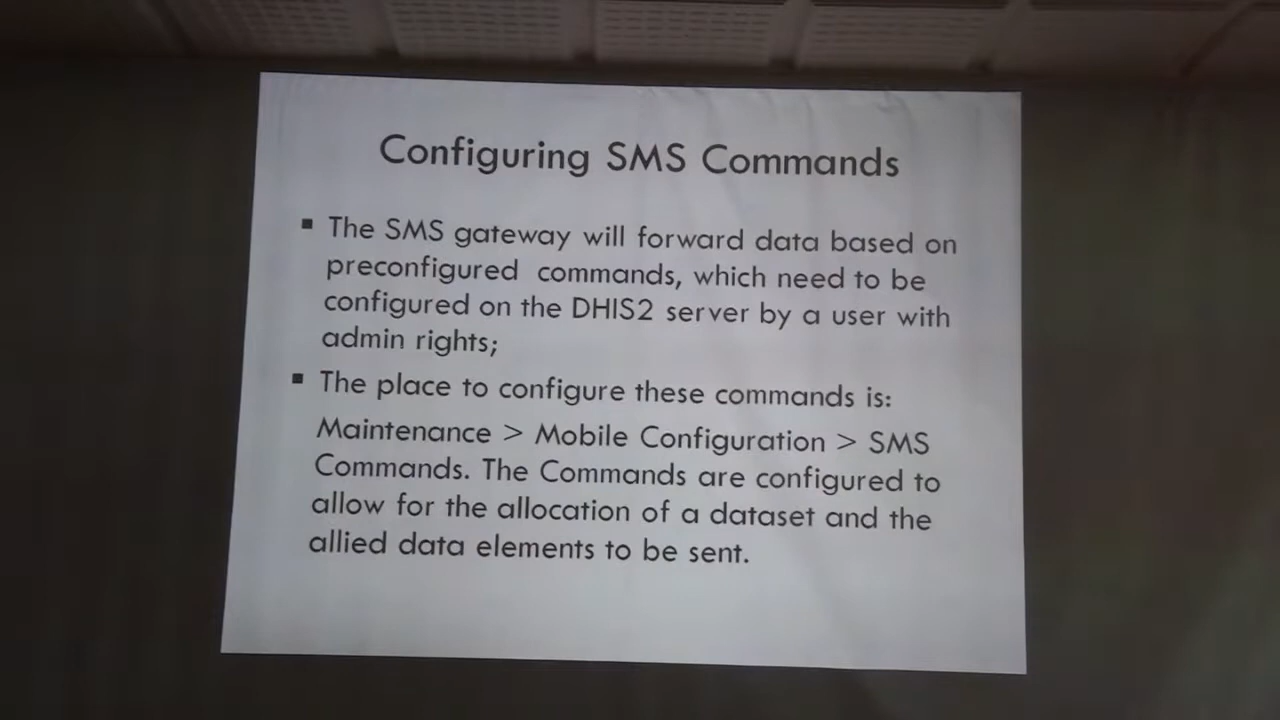 Configuring SMS Commands
▪ The SMS gateway will forward data based on
preconfigured commands, which need to be
configured on the DHIS2 server by a user with
admin rights;
▪ The place to configure these commands is:
Maintenance > Mobile Configuration > SMS
Commands. The Commands are configured to
allow for the allocation of a dataset and the
allied data elements to be sent.